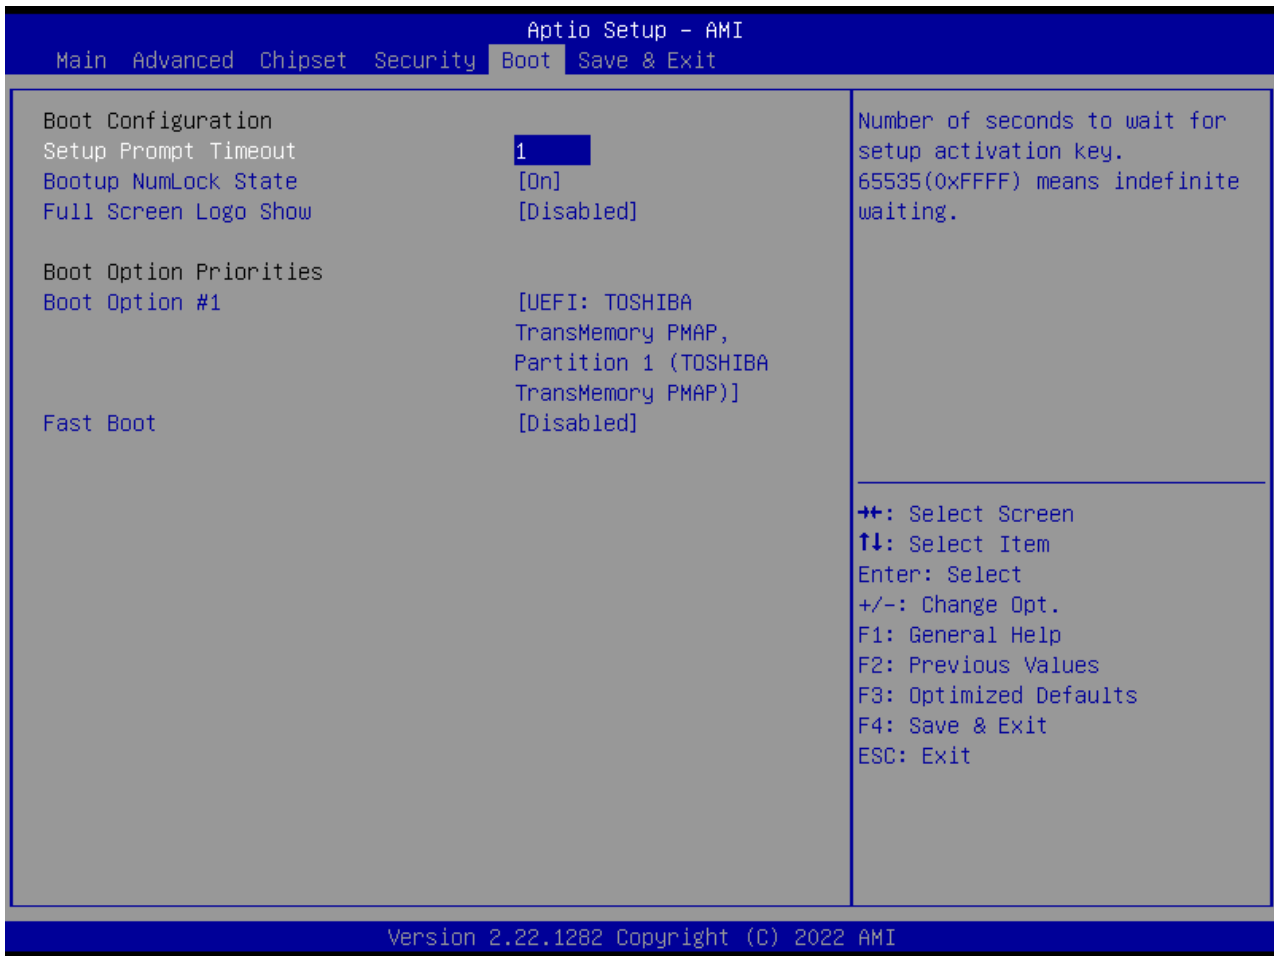 Aptio Setup – AMI
Main Advanced Chipset Security Boot Save & Exit
Boot Configuration
Setup Prompt Timeout 1
Bootup NumLock State [On]
Full Screen Logo Show [Disabled]
Boot Option Priorities
Boot Option #1 [UEFI: TOSHIBA
TransMemory PMAP,
Partition 1 (TOSHIBA
TransMemory PMAP)]
Fast Boot [Disabled]
Number of seconds to wait for
setup activation key.
65535(0xFFFF) means indefinite
waiting.
→←: Select Screen
↑↓: Select Item
Enter: Select
+/-: Change Opt.
F1: General Help
F2: Previous Values
F3: Optimized Defaults
F4: Save & Exit
ESC: Exit
Version 2.22.1282 Copyright (C) 2022 AMI